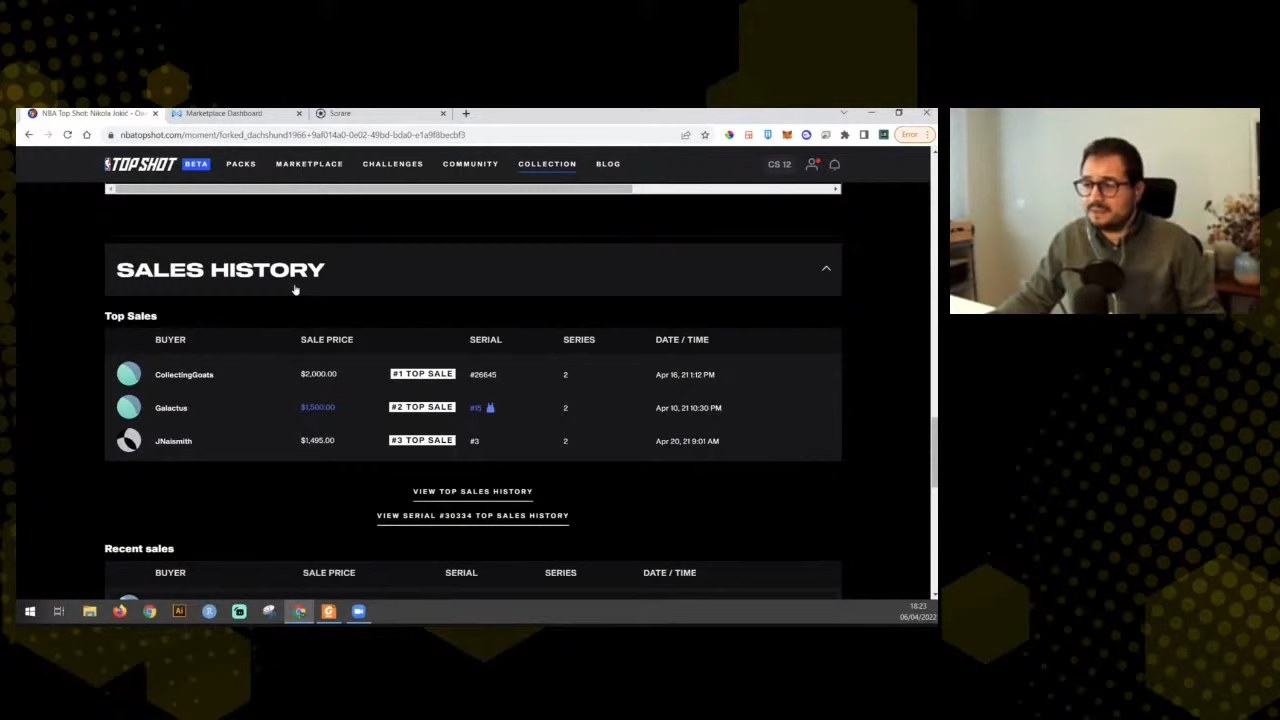 NBA Top Shot: Nikola Jokić - Ow
Marketplace Dashboard
Sorare
nbatopshot.com/moment/forked_dachshund1966+9af014a0-0e02-49bd-bda0-e1a9f8becbf3
Error
TOPSHOT BETA
PACKS
MARKETPLACE
CHALLENGES
COMMUNITY
COLLECTION
BLOG
CS 12
SALES HISTORY
Top Sales
BUYER SALE PRICE SERIAL SERIES DATE / TIME
CollectingGoats $2,000.00 #1 TOP SALE #26645 2 Apr 16, 21 1:12 PM
Galactus $1,500.00 #2 TOP SALE #15 2 Apr 10, 21 10:30 PM
JNaismith $1,495.00 #3 TOP SALE #3 2 Apr 20, 21 9:01 AM
VIEW TOP SALES HISTORY
VIEW SERIAL #30334 TOP SALES HISTORY
Recent sales
BUYER SALE PRICE SERIAL SERIES DATE / TIME
Ai
R
18:23
06/04/2022